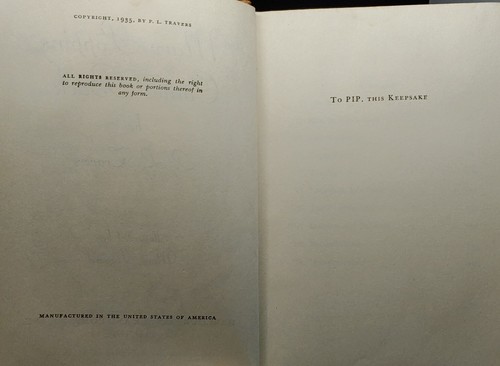 COPYRIGHT, 1935, BY P. L. TRAVERS
ALL RIGHTS RESERVED, including the right
to reproduce this book or portions thereof in
any form.
MANUFACTURED IN THE UNITED STATES OF AMERICA
TO PIP, THIS KEEPSAKE